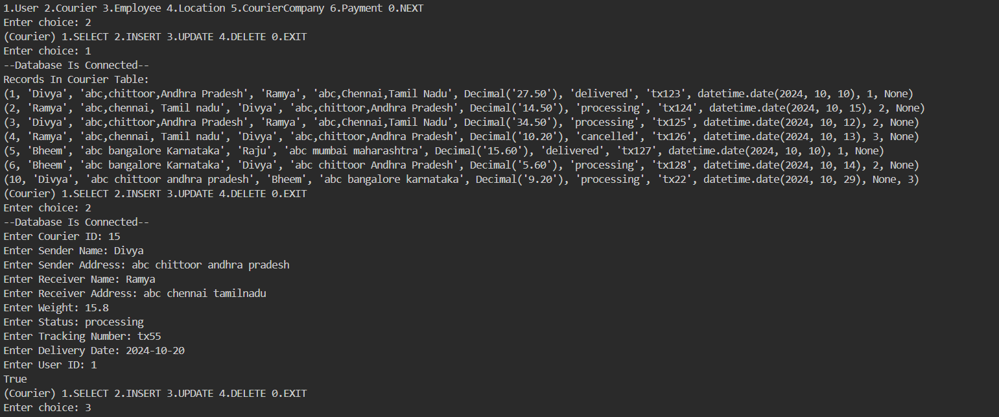 1.User 2.Courier 3.Employee 4.Location 5.CourierCompany 6.Payment 0.NEXT
Enter choice: 2
(Courier) 1.SELECT 2.INSERT 3.UPDATE 4.DELETE 0.EXIT
Enter choice: 1
--Database Is Connected--
Records In Courier Table:
(1, 'Divya', 'abc,chittoor,Andhra Pradesh', 'Ramya', 'abc,Chennai,Tamil Nadu', Decimal('27.50'), 'delivered', 'tx123', datetime.date(2024, 10, 10), 1, None)
(2, 'Ramya', 'abc,chennai, Tamil nadu', 'Divya', 'abc,chittoor,Andhra Pradesh', Decimal('14.50'), 'processing', 'tx124', datetime.date(2024, 10, 15), 2, None)
(3, 'Divya', 'abc,chittoor,Andhra Pradesh', 'Ramya', 'abc,Chennai,Tamil Nadu', Decimal('34.50'), 'processing', 'tx125', datetime.date(2024, 10, 12), 2, None)
(4, 'Ramya', 'abc,chennai, Tamil nadu', 'Divya', 'abc,chittoor,Andhra Pradesh', Decimal('10.20'), 'cancelled', 'tx126', datetime.date(2024, 10, 13), 3, None)
(5, 'Bheem', 'abc bangalore Karnataka', 'Raju', 'abc mumbai maharashtra', Decimal('15.60'), 'delivered', 'tx127', datetime.date(2024, 10, 10), 1, None)
(6, 'Bheem', 'abc bangalore Karnataka', 'Divya', 'abc chittoor Andhra Pradesh', Decimal('5.60'), 'processing', 'tx128', datetime.date(2024, 10, 14), 2, None)
(10, 'Divya', 'abc chittoor andhra pradesh', 'Bheem', 'abc bangalore karnataka', Decimal('9.20'), 'processing', 'tx22', datetime.date(2024, 10, 29), None, 3)
(Courier) 1.SELECT 2.INSERT 3.UPDATE 4.DELETE 0.EXIT
Enter choice: 2
--Database Is Connected--
Enter Courier ID: 15
Enter Sender Name: Divya
Enter Sender Address: abc chittoor andhra pradesh
Enter Receiver Name: Ramya
Enter Receiver Address: abc chennai tamilnadu
Enter Weight: 15.8
Enter Status: processing
Enter Tracking Number: tx55
Enter Delivery Date: 2024-10-20
Enter User ID: 1
True
(Courier) 1.SELECT 2.INSERT 3.UPDATE 4.DELETE 0.EXIT
Enter choice: 3